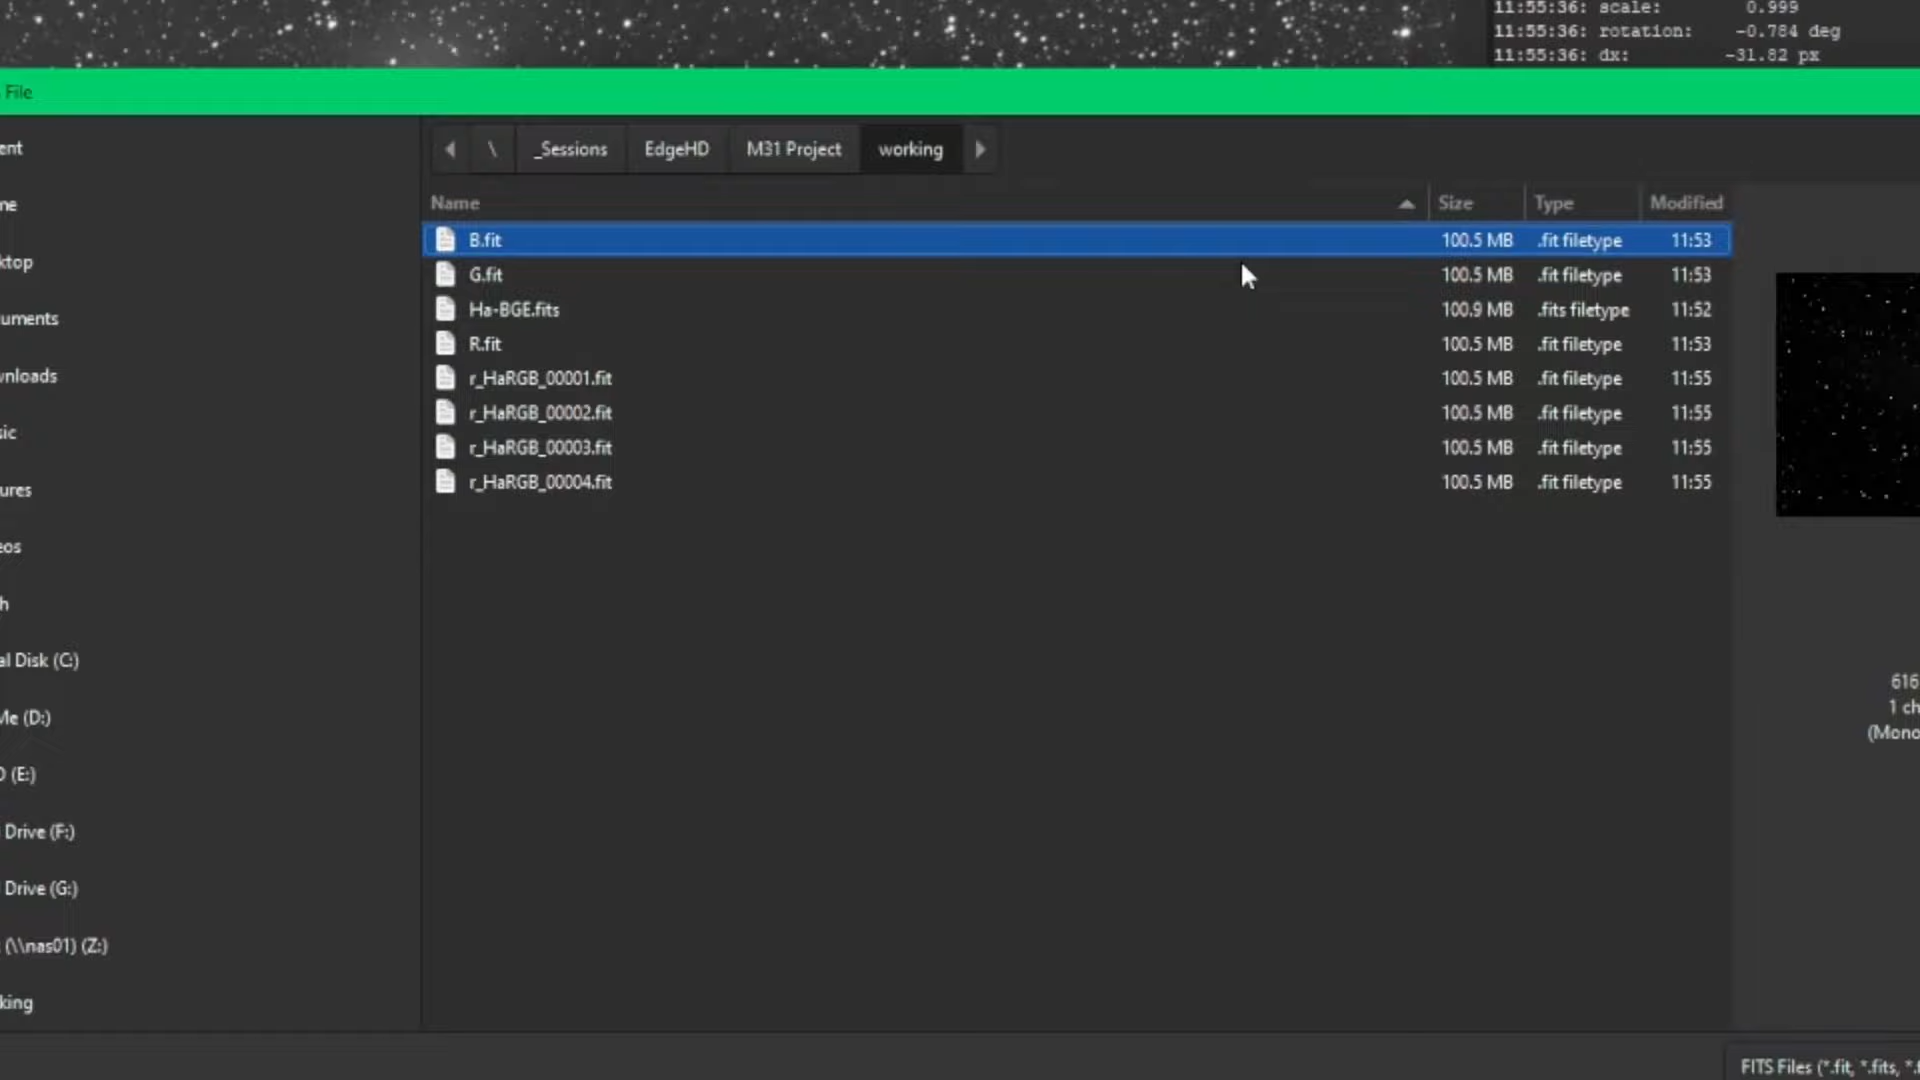 11:55:36: scale: 0.999
11:55:36: rotation: -0.784 deg
11:55:36: dx: -31.82 px
File
ent
\ _Sessions EdgeHD M31 Project working
me
Name Size Type Modified
B.fit 100.5 MB .fit filetype 11:53
ktop
G.fit 100.5 MB .fit filetype 11:53
Ha-BGE.fits 100.9 MB .fits filetype 11:52
uments
R.fit 100.5 MB .fit filetype 11:53
wnloads
r_HaRGB_00001.fit 100.5 MB .fit filetype 11:55
r_HaRGB_00002.fit 100.5 MB .fit filetype 11:55
sic
r_HaRGB_00003.fit 100.5 MB .fit filetype 11:55
r_HaRGB_00004.fit 100.5 MB .fit filetype 11:55
ures
eos
h
al Disk (C:)
616
1 ch
Me (D:)
(Mono
(E:)
Drive (F:)
Drive (G:)
(\\nas01) (Z:)
king
FITS Files (*.fit, *.fits, *.f